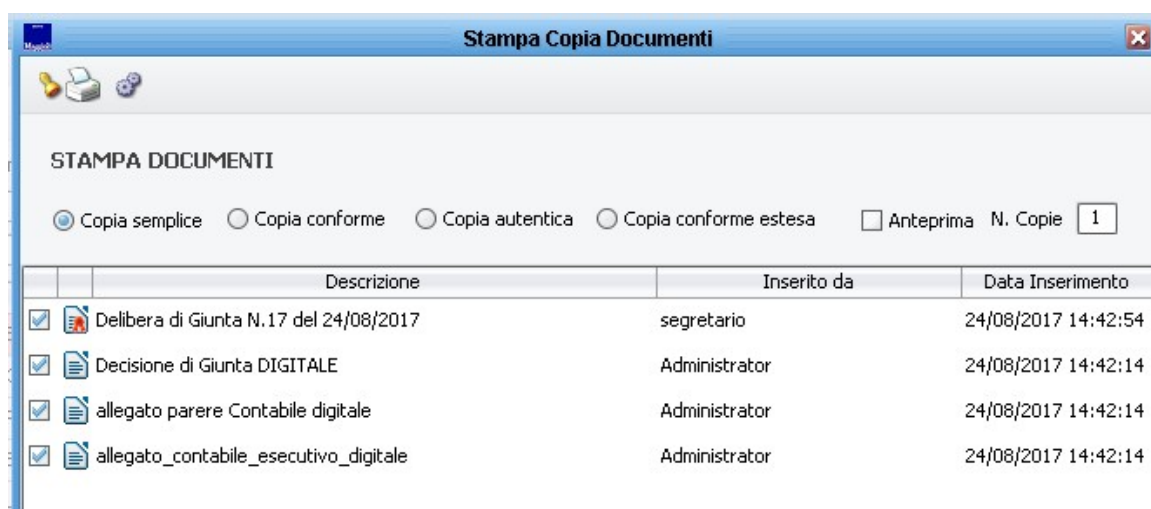 Stampa Copia Documenti
STAMPA DOCUMENTI
Copia semplice Copia conforme Copia autentica Copia conforme estesa Anteprima N. Copie 1
Descrizione Inserito da Data Inserimento
Delibera di Giunta N.17 del 24/08/2017 segretario 24/08/2017 14:42:54
Decisione di Giunta DIGITALE Administrator 24/08/2017 14:42:14
allegato parere Contabile digitale Administrator 24/08/2017 14:42:14
allegato_contabile_esecutivo_digitale Administrator 24/08/2017 14:42:14